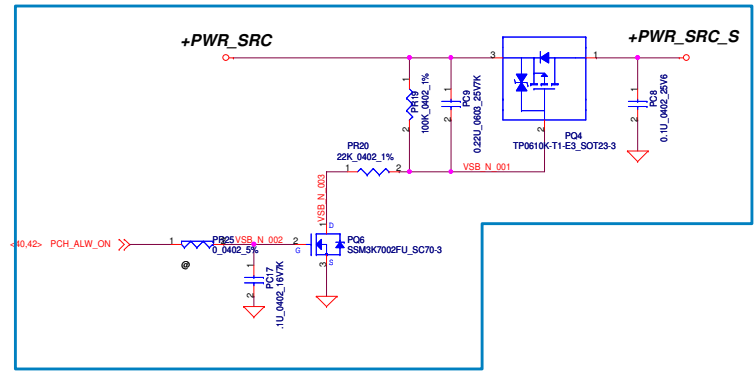 +PWR_SRC
+PWR_SRC_S
3
1
1
PR19
100K_0402_1%
2
1
PC9
0.22U_0603_25V7K
2
1
PC8
0.1U_0402_25V6
2
2
PQ4
TP0610K-T1-E3_SOT23-3
PR20
22K_0402_1%
1
2
VSB_N_001
VSB_N_003
<40,42> PCH_ALW_ON
1
PR25
0_0402_5%
@
VSB_N_002
2
G
1
D
3
S
PQ6
SSM3K7002FU_SC70-3
1
PC17
.1U_0402_16V7K
2